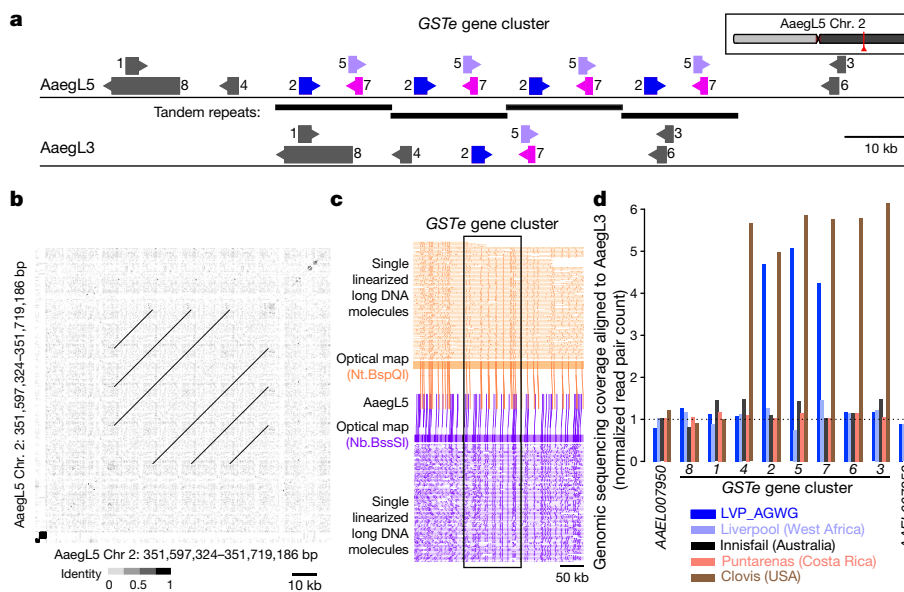 a
GSTe gene cluster
AaegL5 Chr. 2
1 5 5 5 5 3
AaegL5 8 4 2 7 2 7 2 7 2 7 6
Tandem repeats:
1 5 3
AaegL3 8 4 2 7 6
10 kb
b
AaegL5 Chr. 2: 351,597,324–351,719,186 bp
AaegL5 Chr 2: 351,597,324–351,719,186 bp
Identity
0 0.5 1
10 kb
c
GSTe gene cluster
Single
linearized
long DNA
molecules
Optical map
(Nt.BspQI)
AaegL5
Optical map
(Nb.BssSI)
Single
linearized
long DNA
molecules
50 kb
d
Genomic sequencing coverage aligned to AaegL3
(normalized read pair count)
6
5
4
3
2
1
0
AAEL007950
8 1 4 2 5 7 6 3
GSTe gene cluster
LVP_AGWG
Liverpool (West Africa)
Innisfail (Australia)
Puntarenas (Costa Rica)
Clovis (USA)